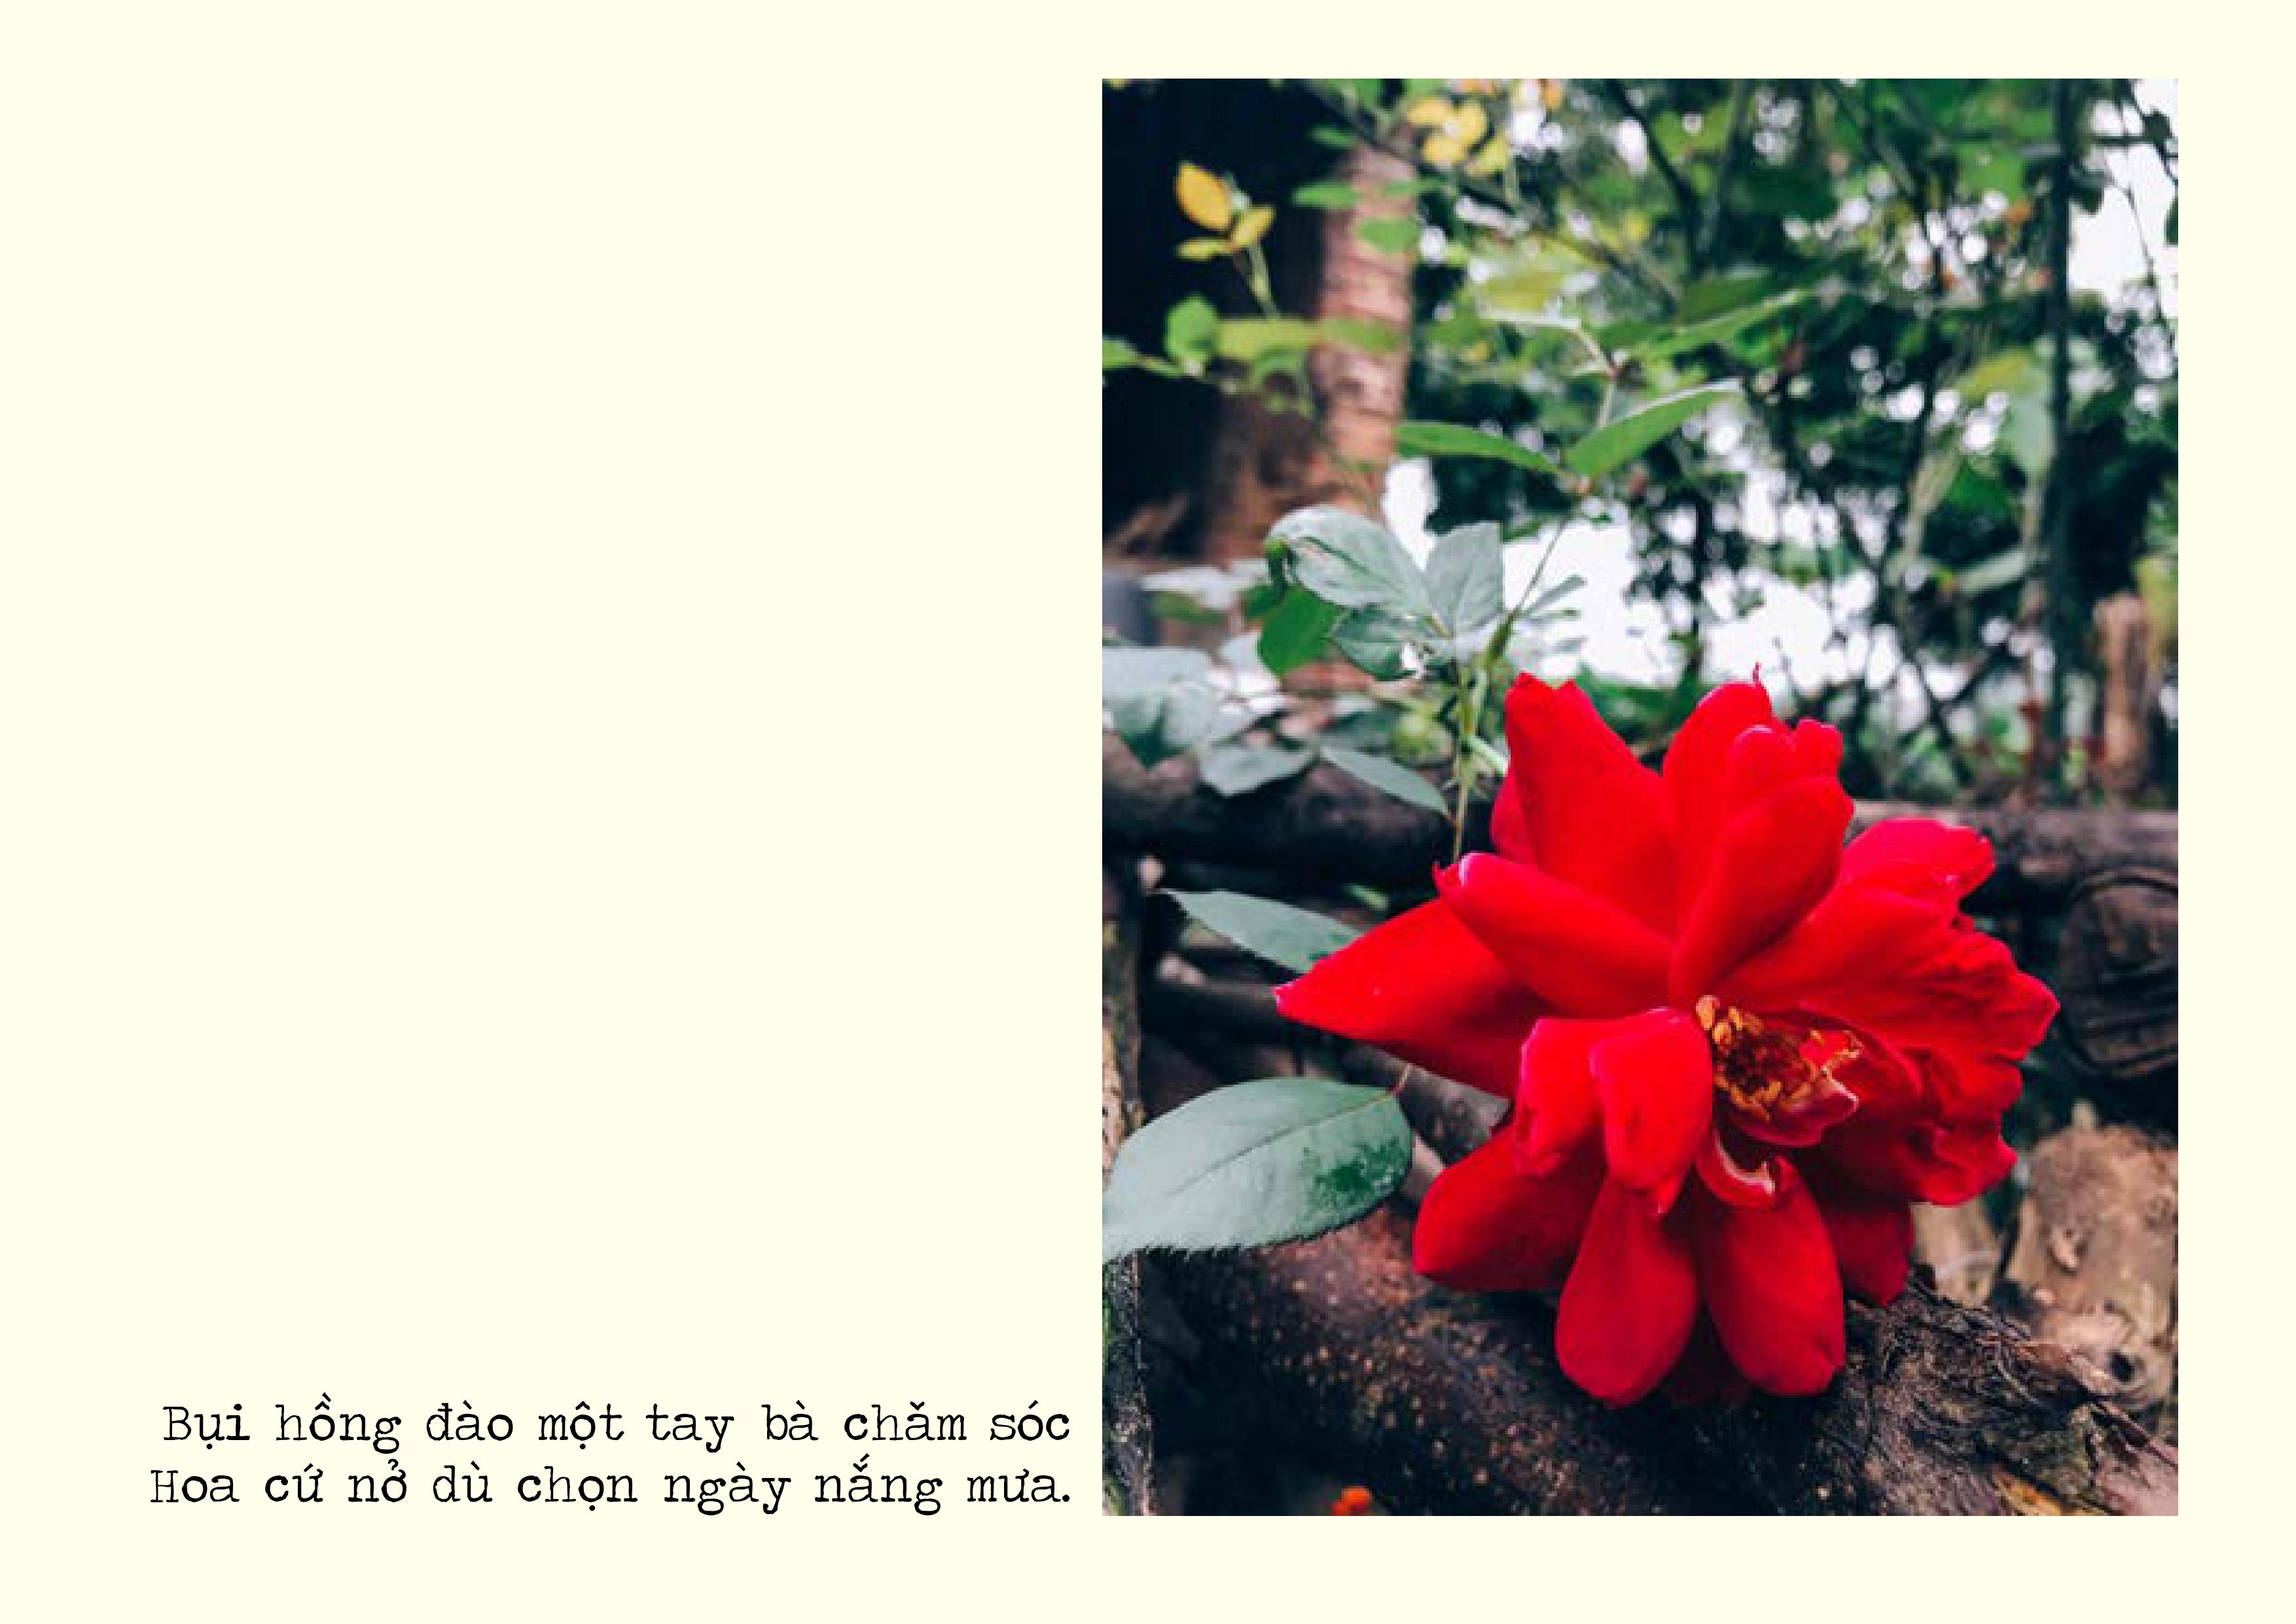 Bụi hồng đào một tay bà chăm sóc
Hoa cứ nở dù chọn ngày nắng mưa.